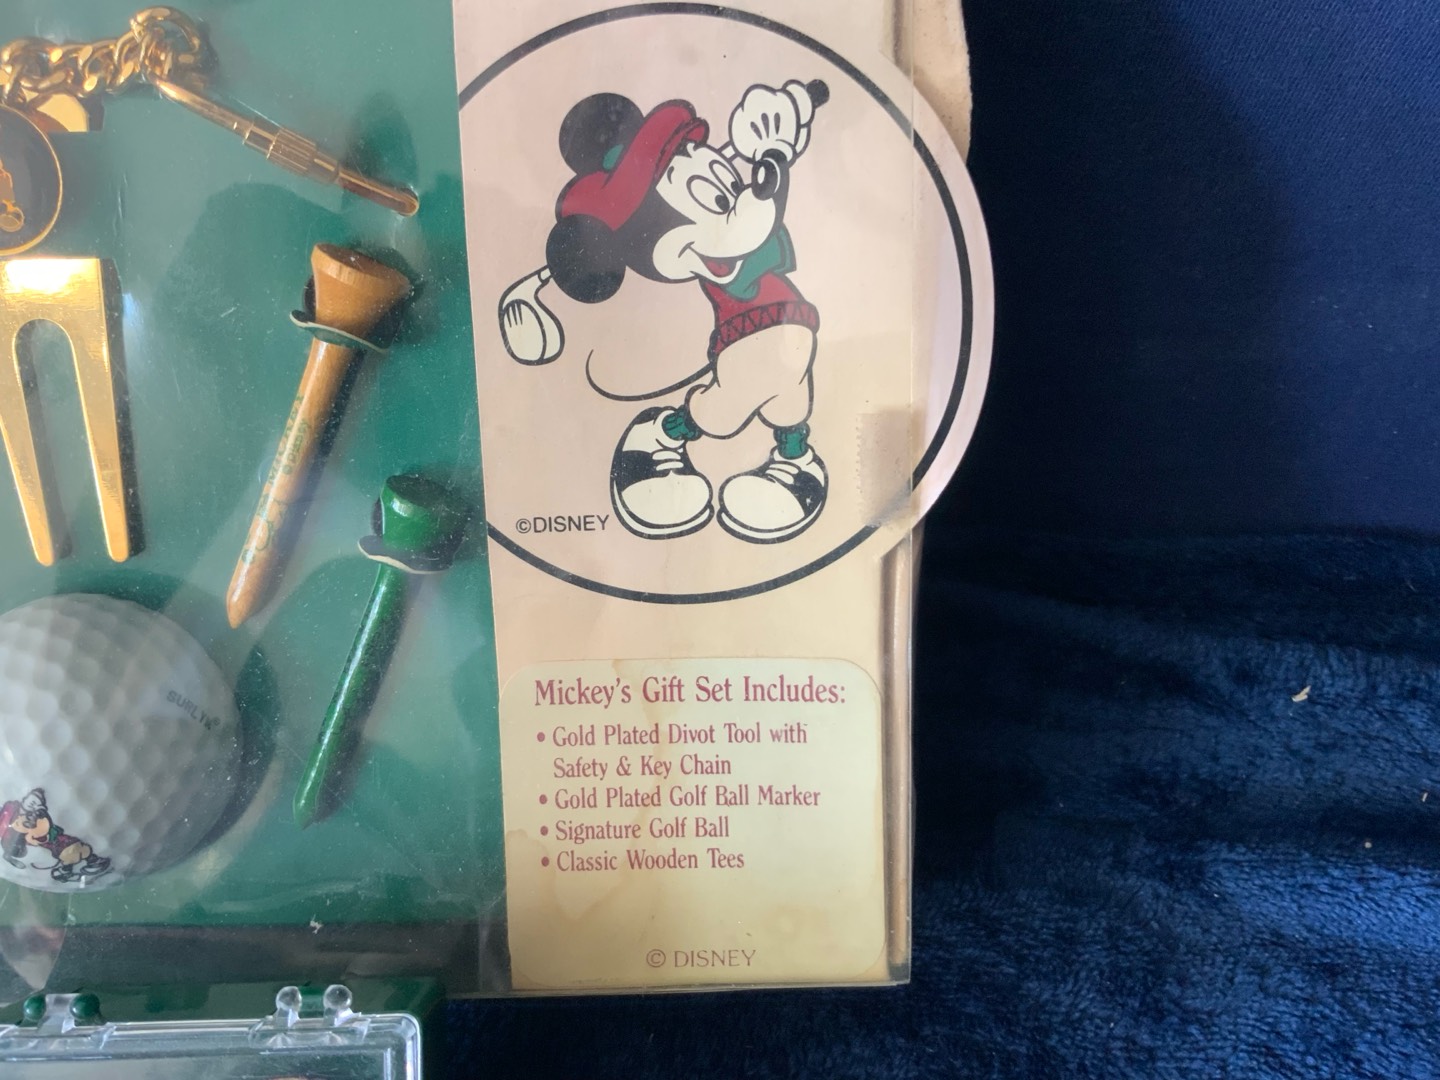 ©DISNEY
SURLYN®
Mickey's Gift Set Includes:
• Gold Plated Divot Tool with
Safety & Key Chain
• Gold Plated Golf Ball Marker
• Signature Golf Ball
• Classic Wooden Tees
© DISNEY